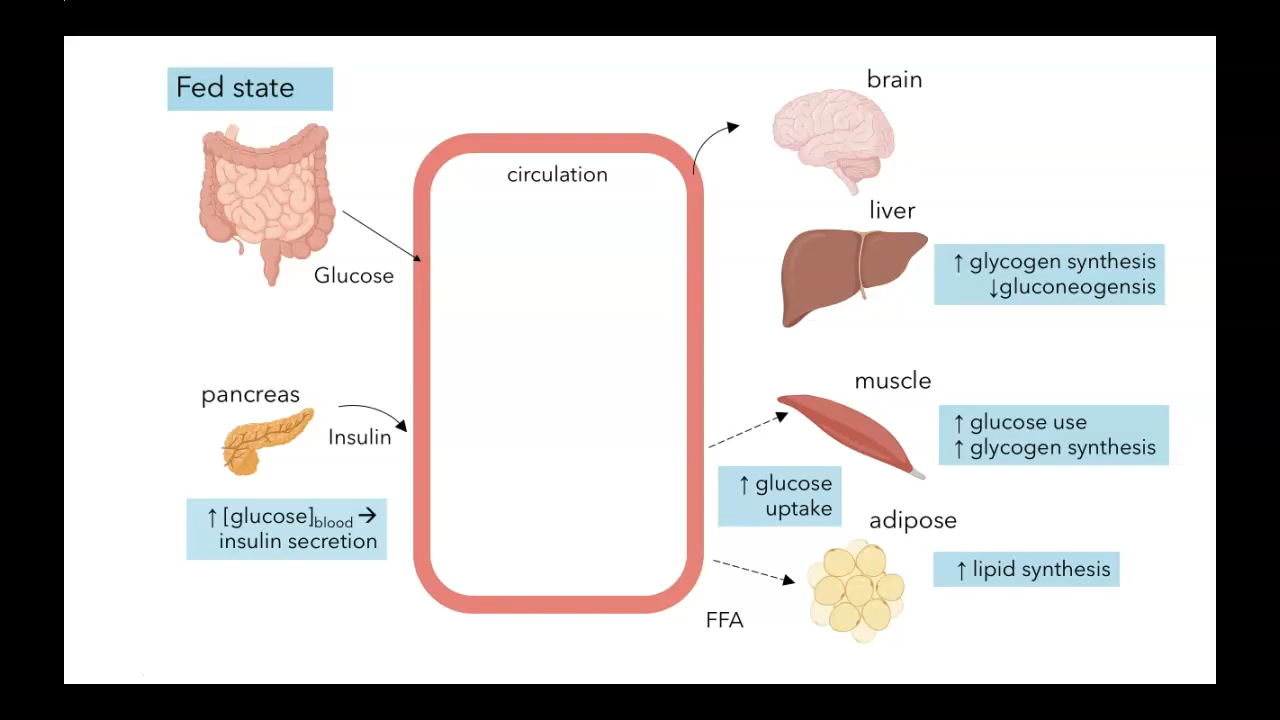 Fed state
brain
circulation
liver
Glucose
↑ glycogen synthesis
↓gluconeogensis
pancreas
Insulin
muscle
↑ glucose use
↑ glycogen synthesis
↑ [glucose]blood →
insulin secretion
↑ glucose
uptake
adipose
↑ lipid synthesis
FFA